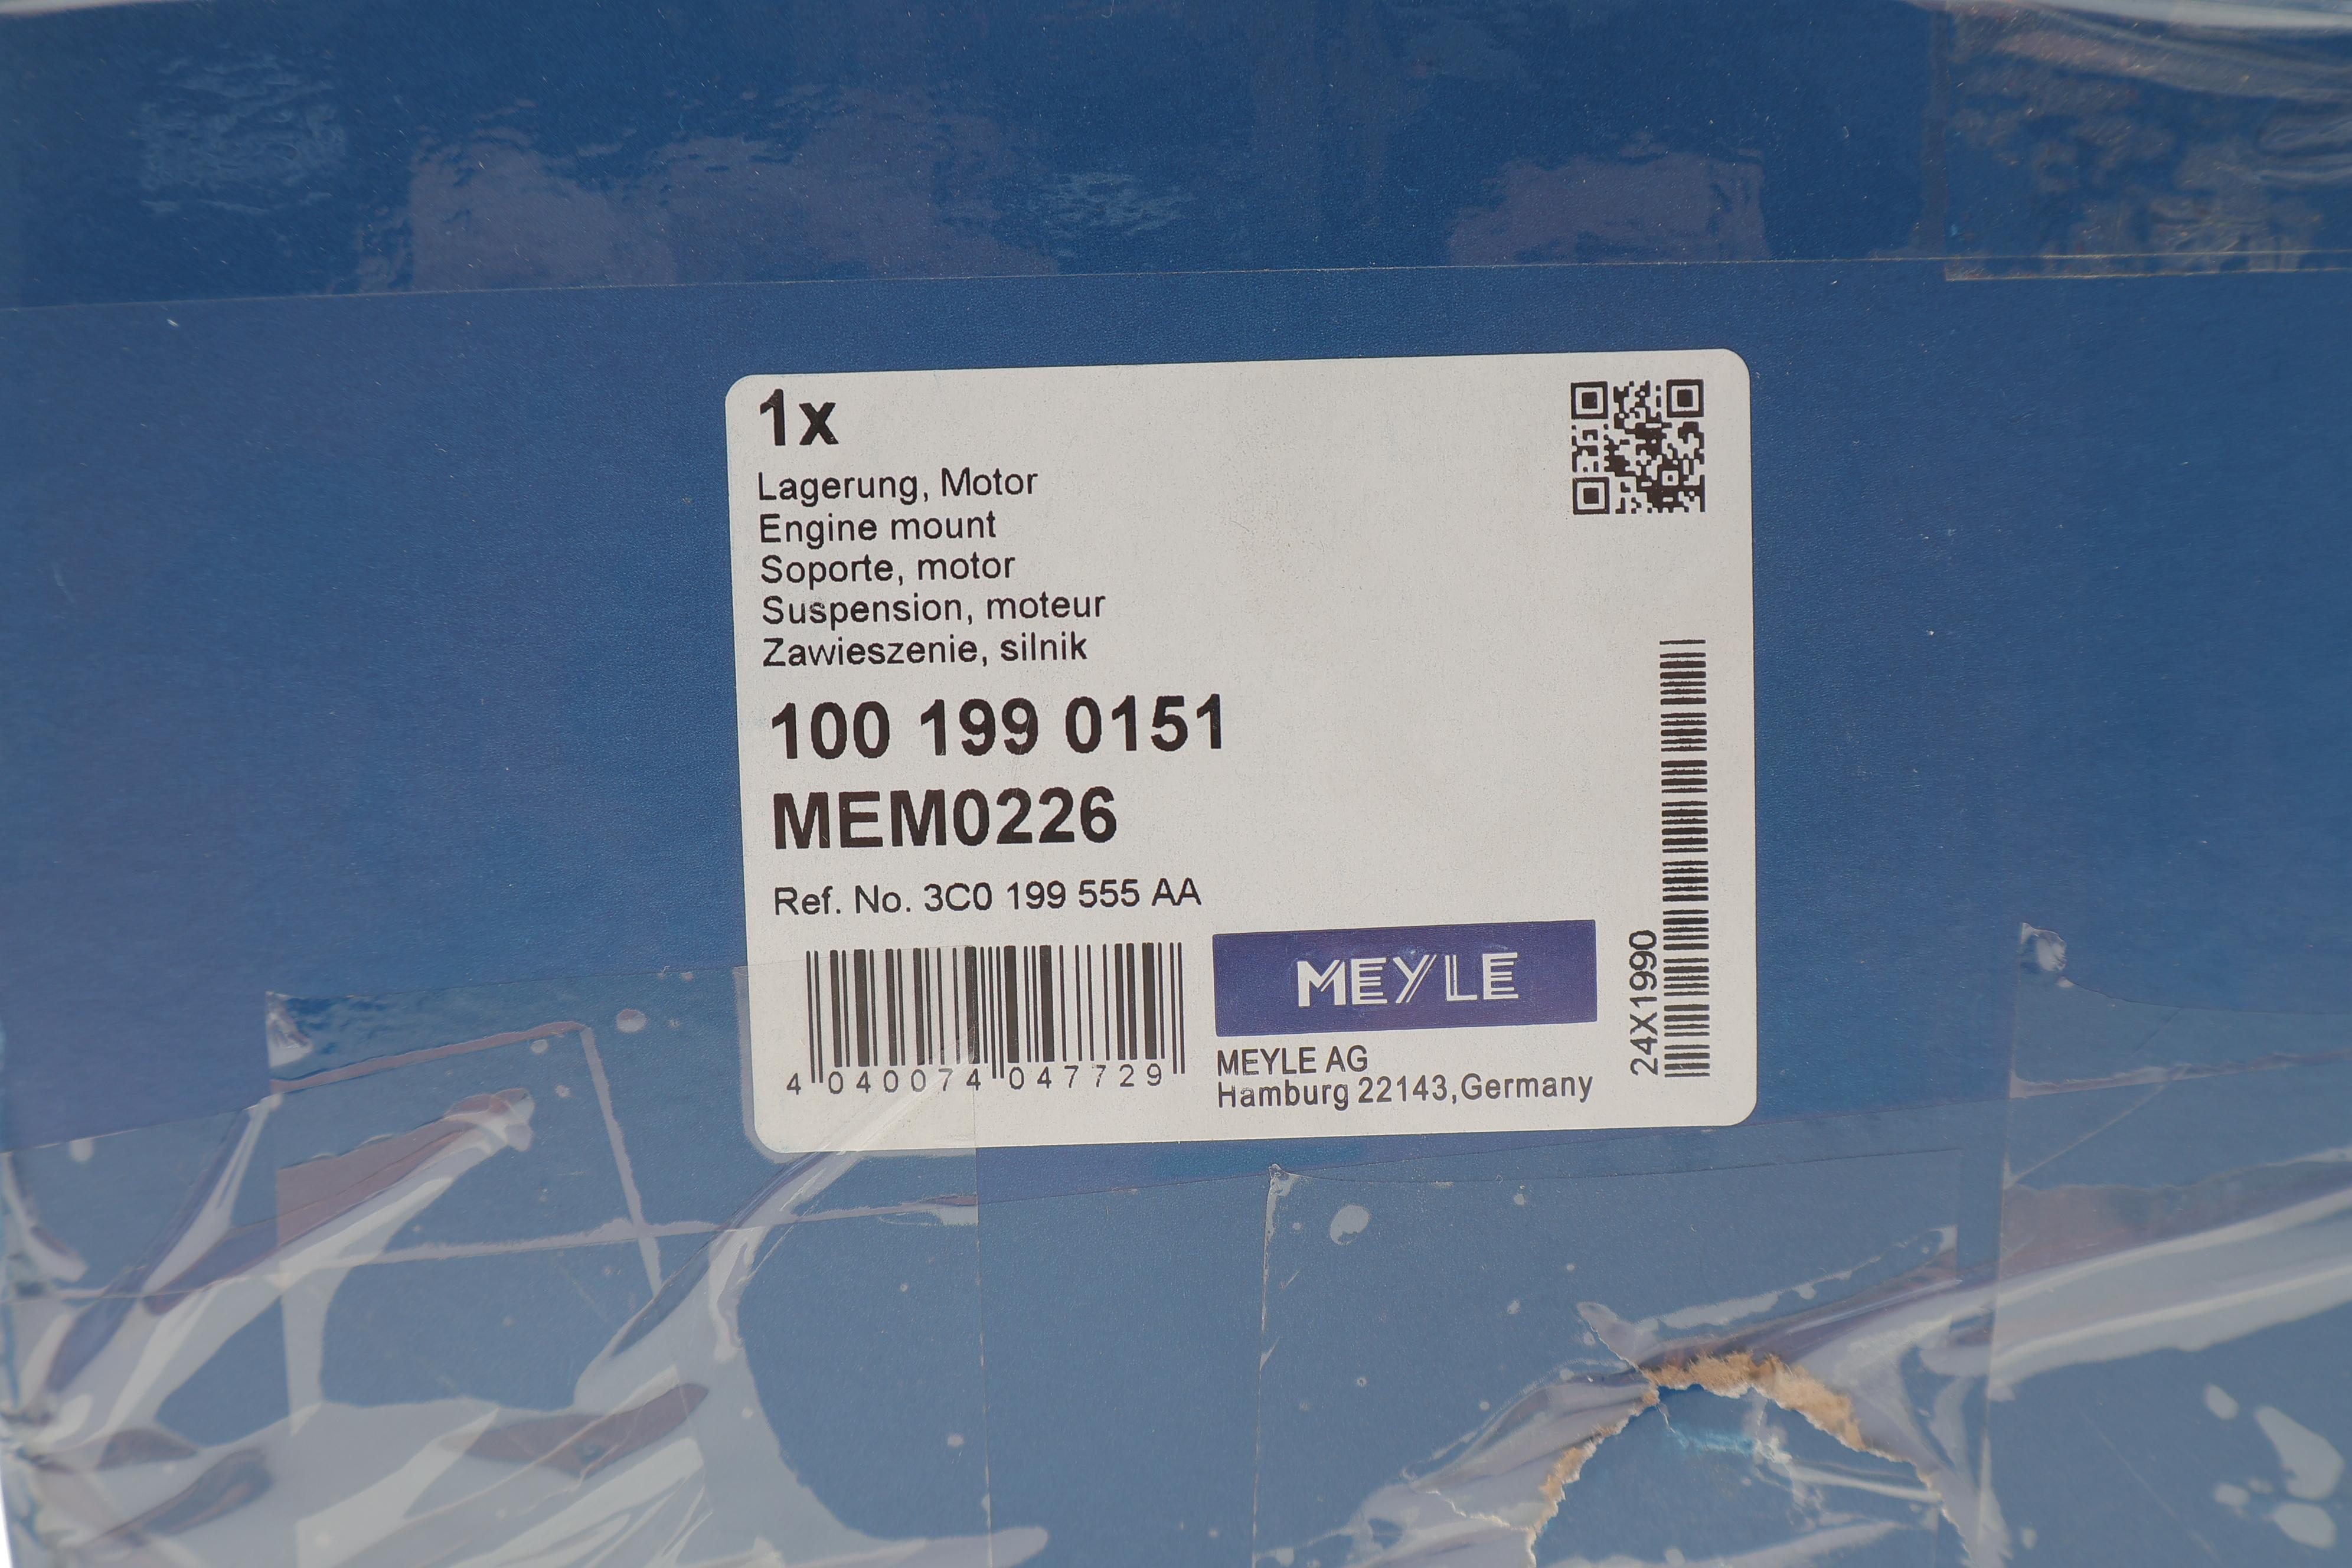 1x
Lagerung, Motor
Engine mount
Soporte, motor
Suspension, moteur
Zawieszenie, silnik
100 199 0151
MEM0226
Ref. No. 3C0 199 555 AA
4 040074 047729
MEYLE
MEYLE AG
Hamburg 22143,Germany
24X1990